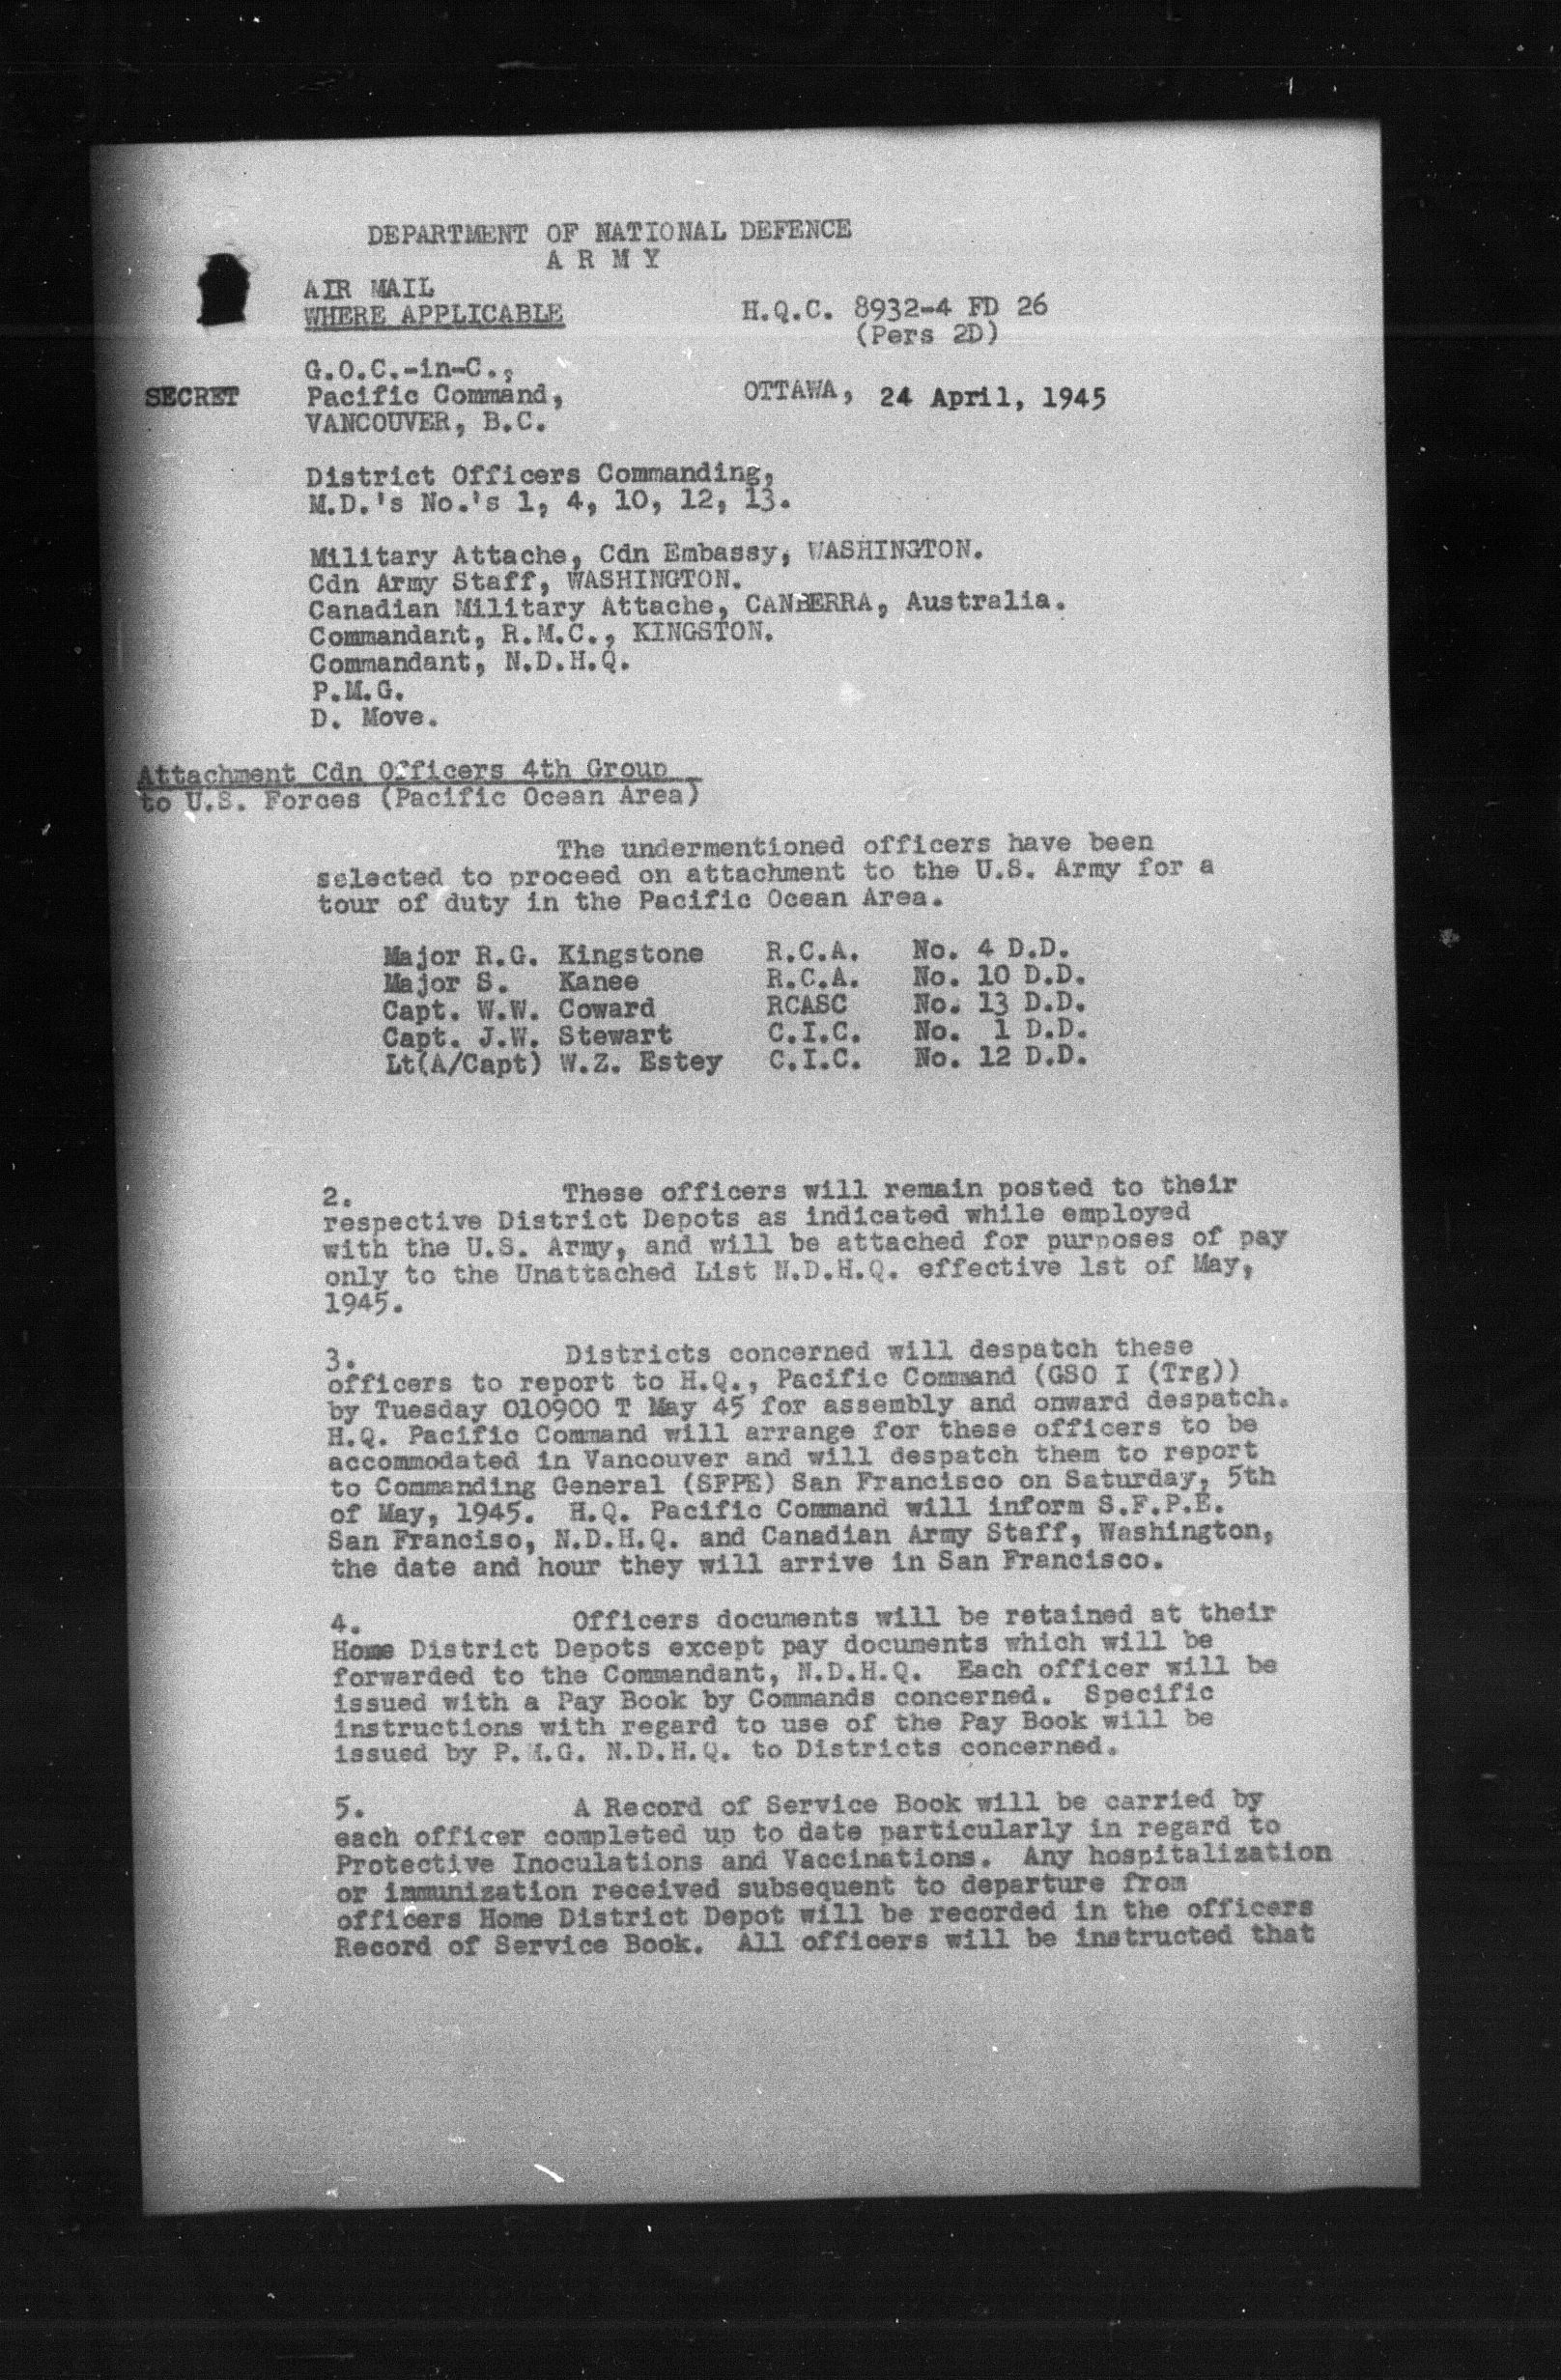 DEPARTMENT OF NATIONAL DEFENCE
A R M Y
AIR MAIL
WHERE APPLICABLE
H.Q.C. 8932-4 FD 26
(Pers 2D)
G.O.C.-in-C.,
SECRET Pacific Command, OTTAWA, 24 April, 1945
VANCOUVER, B.C.
District Officers Commanding,
M.D.'s No.'s 1, 4, 10, 12, 13.
Military Attache, Cdn Embassy, WASHINGTON.
Cdn Army Staff, WASHINGTON.
Canadian Military Attache, CANBERRA, Australia.
Commandant, R.M.C., KINGSTON.
Commandant, N.D.H.Q.
P.M.G.
D. Move.
Attachment Cdn Officers 4th Group
to U.S. Forces (Pacific Ocean Area)
The undermentioned officers have been
selected to proceed on attachment to the U.S. Army for a
tour of duty in the Pacific Ocean Area.
Major R.G. Kingstone R.C.A. No. 4 D.D.
Major S. Kanee R.C.A. No. 10 D.D.
Capt. W.W. Coward RCASC No. 13 D.D.
Capt. J.W. Stewart C.I.C. No. 1 D.D.
Lt(A/Capt) W.Z. Estey C.I.C. No. 12 D.D.
2. These officers will remain posted to their
respective District Depots as indicated while employed
with the U.S. Army, and will be attached for purposes of pay
only to the Unattached List N.D.H.Q. effective 1st of May,
1945.
3. Districts concerned will despatch these
officers to report to H.Q., Pacific Command (GSO I (Trg))
by Tuesday 010900 T May 45 for assembly and onward despatch.
H.Q. Pacific Command will arrange for these officers to be
accommodated in Vancouver and will despatch them to report
to Commanding General (SFPE) San Francisco on Saturday, 5th
of May, 1945. H.Q. Pacific Command will inform S.F.P.E.
San Franciso, N.D.H.Q. and Canadian Army Staff, Washington,
the date and hour they will arrive in San Francisco.
4. Officers documents will be retained at their
Home District Depots except pay documents which will be
forwarded to the Commandant, N.D.H.Q. Each officer will be
issued with a Pay Book by Commands concerned. Specific
instructions with regard to use of the Pay Book will be
issued by P.M.G. N.D.H.Q. to Districts concerned.
5. A Record of Service Book will be carried by
each officer completed up to date particularly in regard to
Protective Inoculations and Vaccinations. Any hospitalization
or immunization received subsequent to departure from
officers Home District Depot will be recorded in the officers
Record of Service Book. All officers will be instructed that